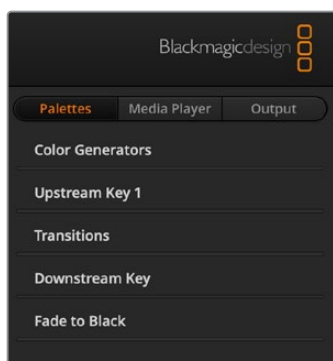 Blackmagicdesign
Palettes Media Player Output
Color Generators
Upstream Key 1
Transitions
Downstream Key
Fade to Black